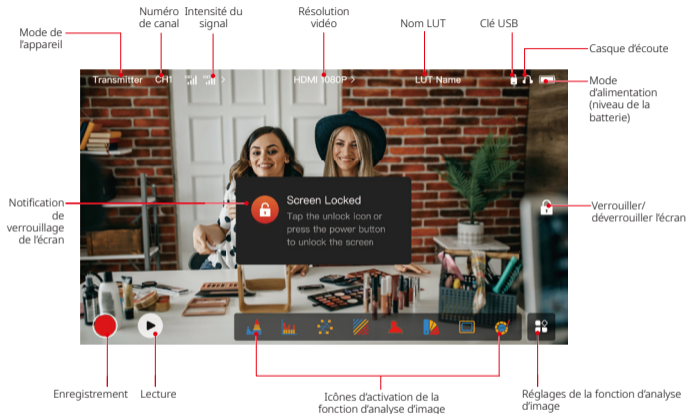 Numéro
de canal
Intensité du
signal
Résolution
vidéo
Nom LUT
Clé USB
Mode de
l'appareil
Casque d'écoute
Transmitter
CH1
HDMI 1080P >
LUT Name
Mode
d'alimentation
(niveau de la
batterie)
Notification
de
verrouillage
de l'écran
Screen Locked
Tap the unlock icon or
press the power button
to unlock the screen
Verrouiller/
déverrouiller l'écran
Enregistrement
Lecture
Icônes d'activation de la
fonction d'analyse d'image
Réglages de la fonction d'analyse
d'image